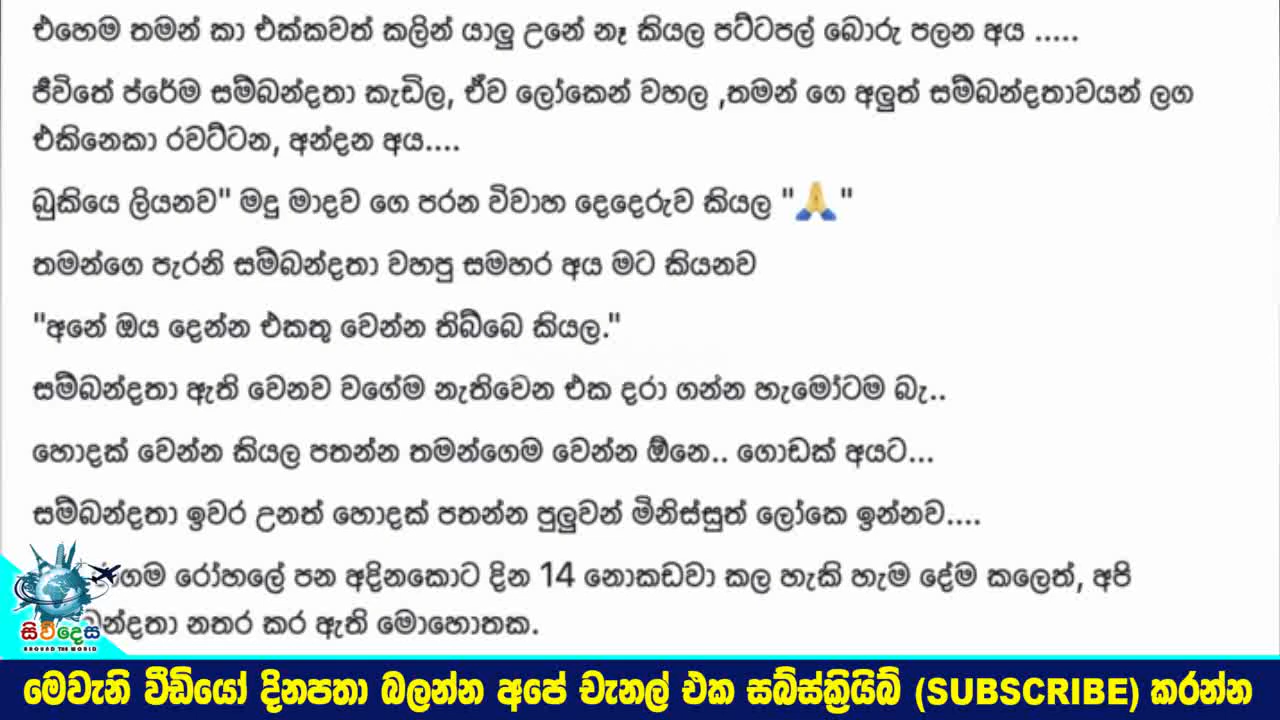 එහෙම තමන් කා එක්කවත් කලින් යාලු උනේ නෑ කියල පට්ටපල් බොරු පලන අය .....
ජීවිතේ ප්රේම සම්බන්දතා කැඩිල, ඒව ලෝකෙන් වහල ,තමන් ගෙ අලුත් සම්බන්දතාවයන් ලග
එකිනෙකා රවට්ටන, අන්දන අය....
බුකියෙ ලියනව" මදු මාදව ගෙ පරන විවාහ දෙදෙරුව කියල "🙏"
තමන්ගෙ පැරනි සම්බන්දතා වහපු සමහර අය මට කියනව
"අනේ ඔය දෙන්න එකතු වෙන්න තිබ්බෙ කියල."
සම්බන්දතා ඇති වෙනව වගේම නැතිවෙන එක දරා ගන්න හැමෝටම බැ..
හොදක් වෙන්න කියල පතන්න තමන්ගෙම වෙන්න ඕනෙ.. ගොඩක් අයට...
සම්බන්දතා ඉවර උනත් හොදක් පතන්න පුලුවන් මිනිස්සුත් ලෝකෙ ඉන්නව....
රෝහලේ පන අදිනකොට දින 14 නොකඩවා කල හැකි හැම දේම කලෙත්, අපි
නතර කර ඇති මොහොතක.
සිව්දෙස
AROUND THE WORLD
මෙවැනි වීඩියෝ දිනපතා බලන්න අපේ චැනල් එක සබ්ස්ක්‍රයිබ් (SUBSCRIBE) කරන්න